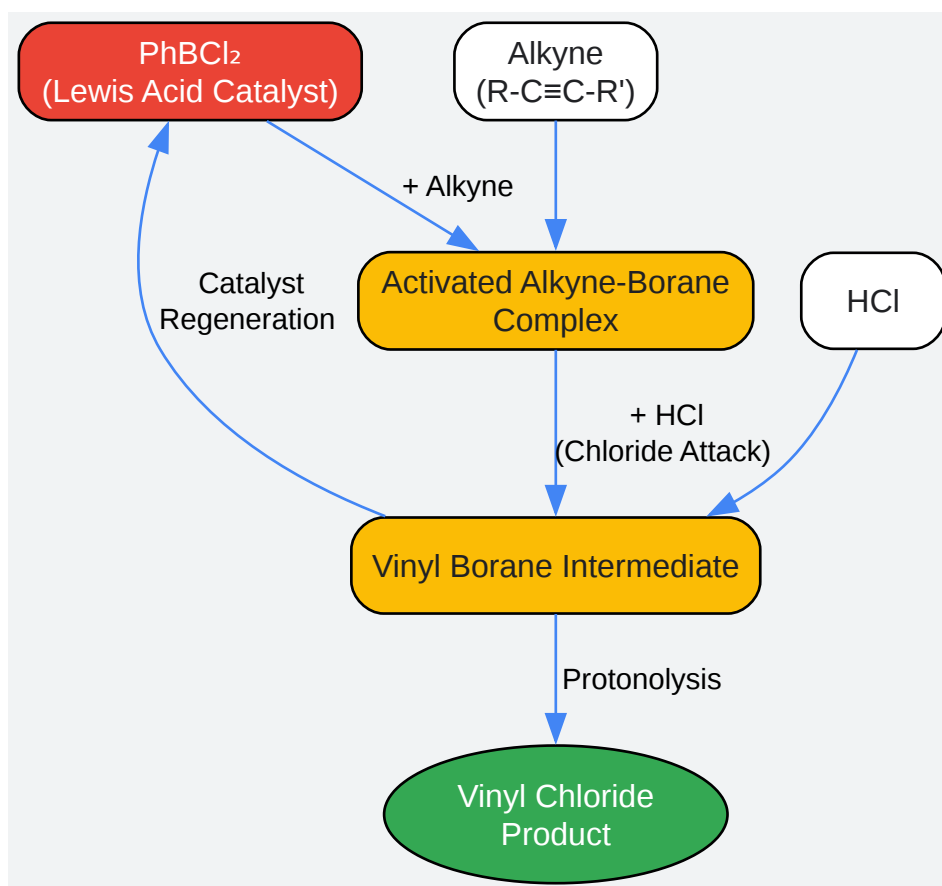 PhBCl₂
(Lewis Acid Catalyst)
Alkyne
(R-C≡C-R')
+ Alkyne
Activated Alkyne-Borane
Complex
HCl
Catalyst
Regeneration
+ HCl
(Chloride Attack)
Vinyl Borane Intermediate
Protonolysis
Vinyl Chloride
Product